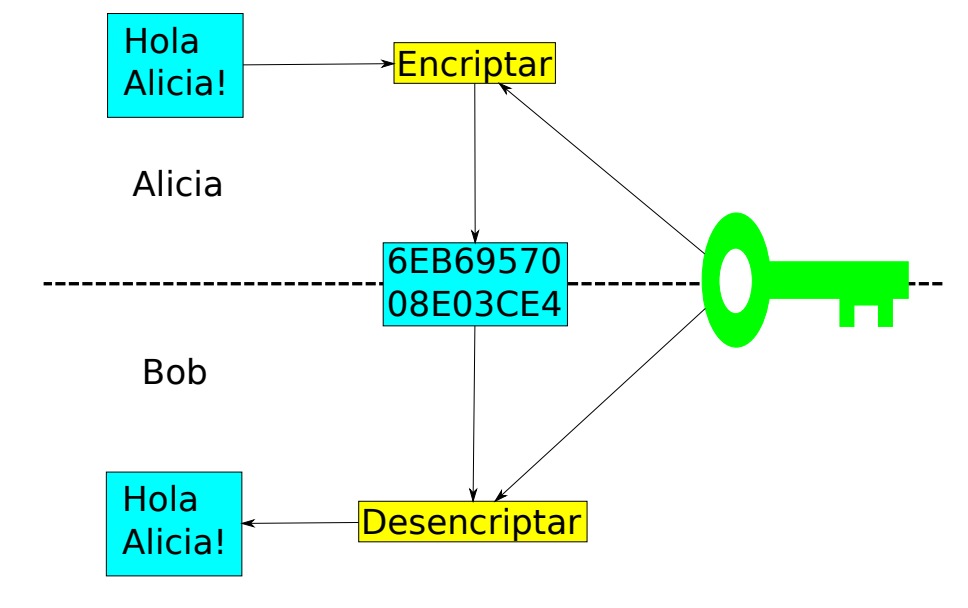 Hola
Alicia!
Encriptar
Alicia
6EB69570
08E03CE4
Bob
Hola
Alicia!
Desencriptar